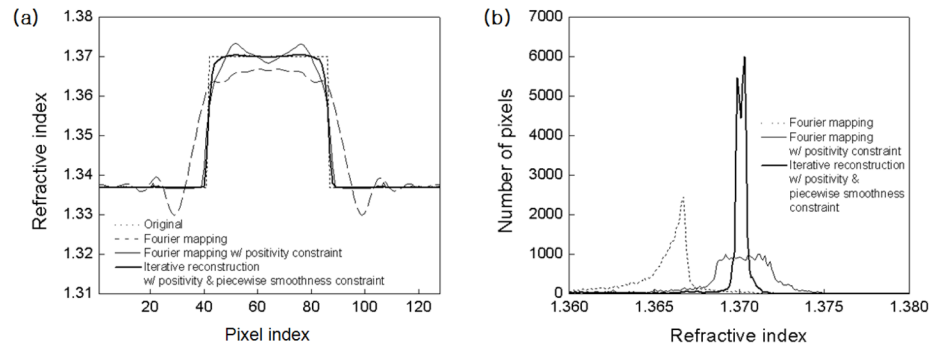 (a)
1.38
1.37
1.36
1.35
1.34
1.33
1.32
1.31
Refractive index
20
40
60
80
100
120
Pixel index
Original
Fourier mapping
Fourier mapping w/ positivity constraint
Iterative reconstruction
w/ positivity & piecewise smoothness constraint
(b)
7000
6000
5000
4000
3000
2000
1000
0
Number of pixels
1.360
1.365
1.370
1.375
1.380
Refractive index
Fourier mapping
Fourier mapping
w/ positivity constraint
Iterative reconstruction
w/ positivity &
piecewise smoothness
constraint